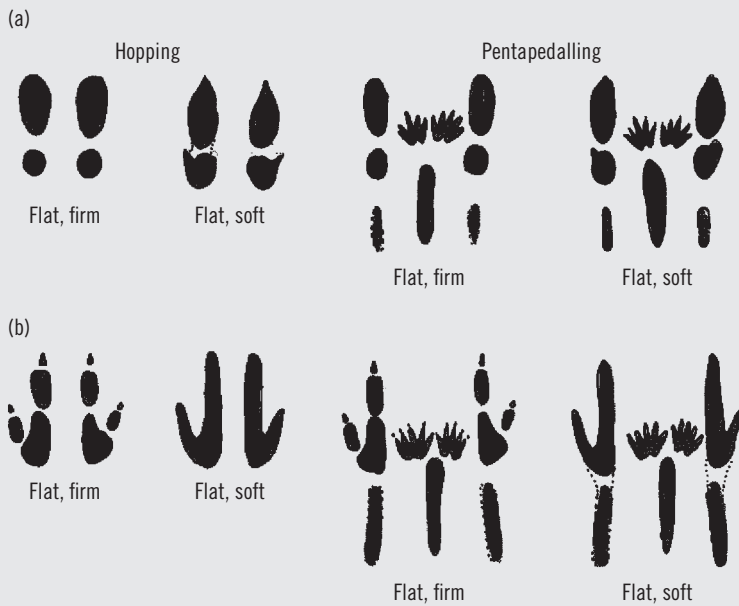 (a)
Hopping
Pentapedalling
Flat, firm
Flat, soft
Flat, firm
Flat, soft
(b)
Flat, firm
Flat, soft
Flat, firm
Flat, soft